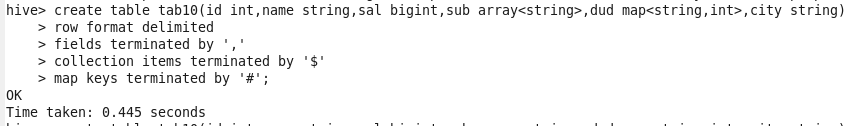 hive> create table tab10(id int,name string,sal bigint,sub array<string>,dud map<string,int>,city string)
    > row format delimited
    > fields terminated by ','
    > collection items terminated by '$'
    > map keys terminated by '#';
OK
Time taken: 0.445 seconds